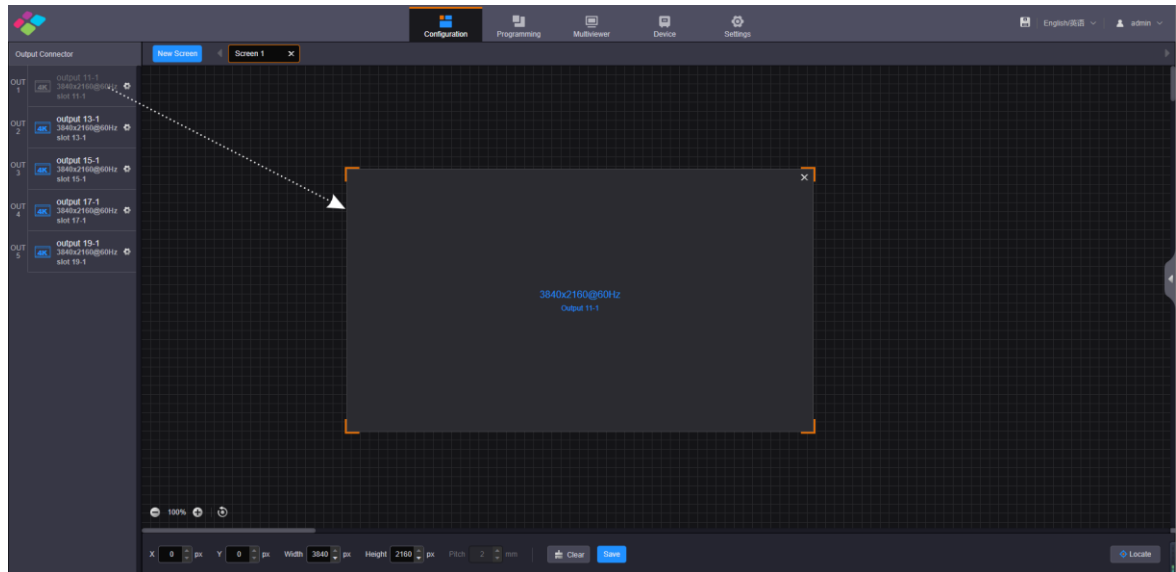 Configuration
Programming
Multiviewer
Device
Settings
English/英语
admin
Output Connector
New Screen
Screen 1
OUT 1
4K
output 11-1
3840x2160@60Hz
slot 11-1
OUT 2
4K
output 13-1
3840x2160@60Hz
slot 13-1
OUT 3
4K
output 15-1
3840x2160@60Hz
slot 15-1
OUT 4
4K
output 17-1
3840x2160@60Hz
slot 17-1
OUT 5
4K
output 19-1
3840x2160@60Hz
slot 19-1
3840x2160@60Hz
Output 11-1
100%
X 0 px Y 0 px Width 3840 px Height 2160 px Pitch 2 mm Clear Save Locate